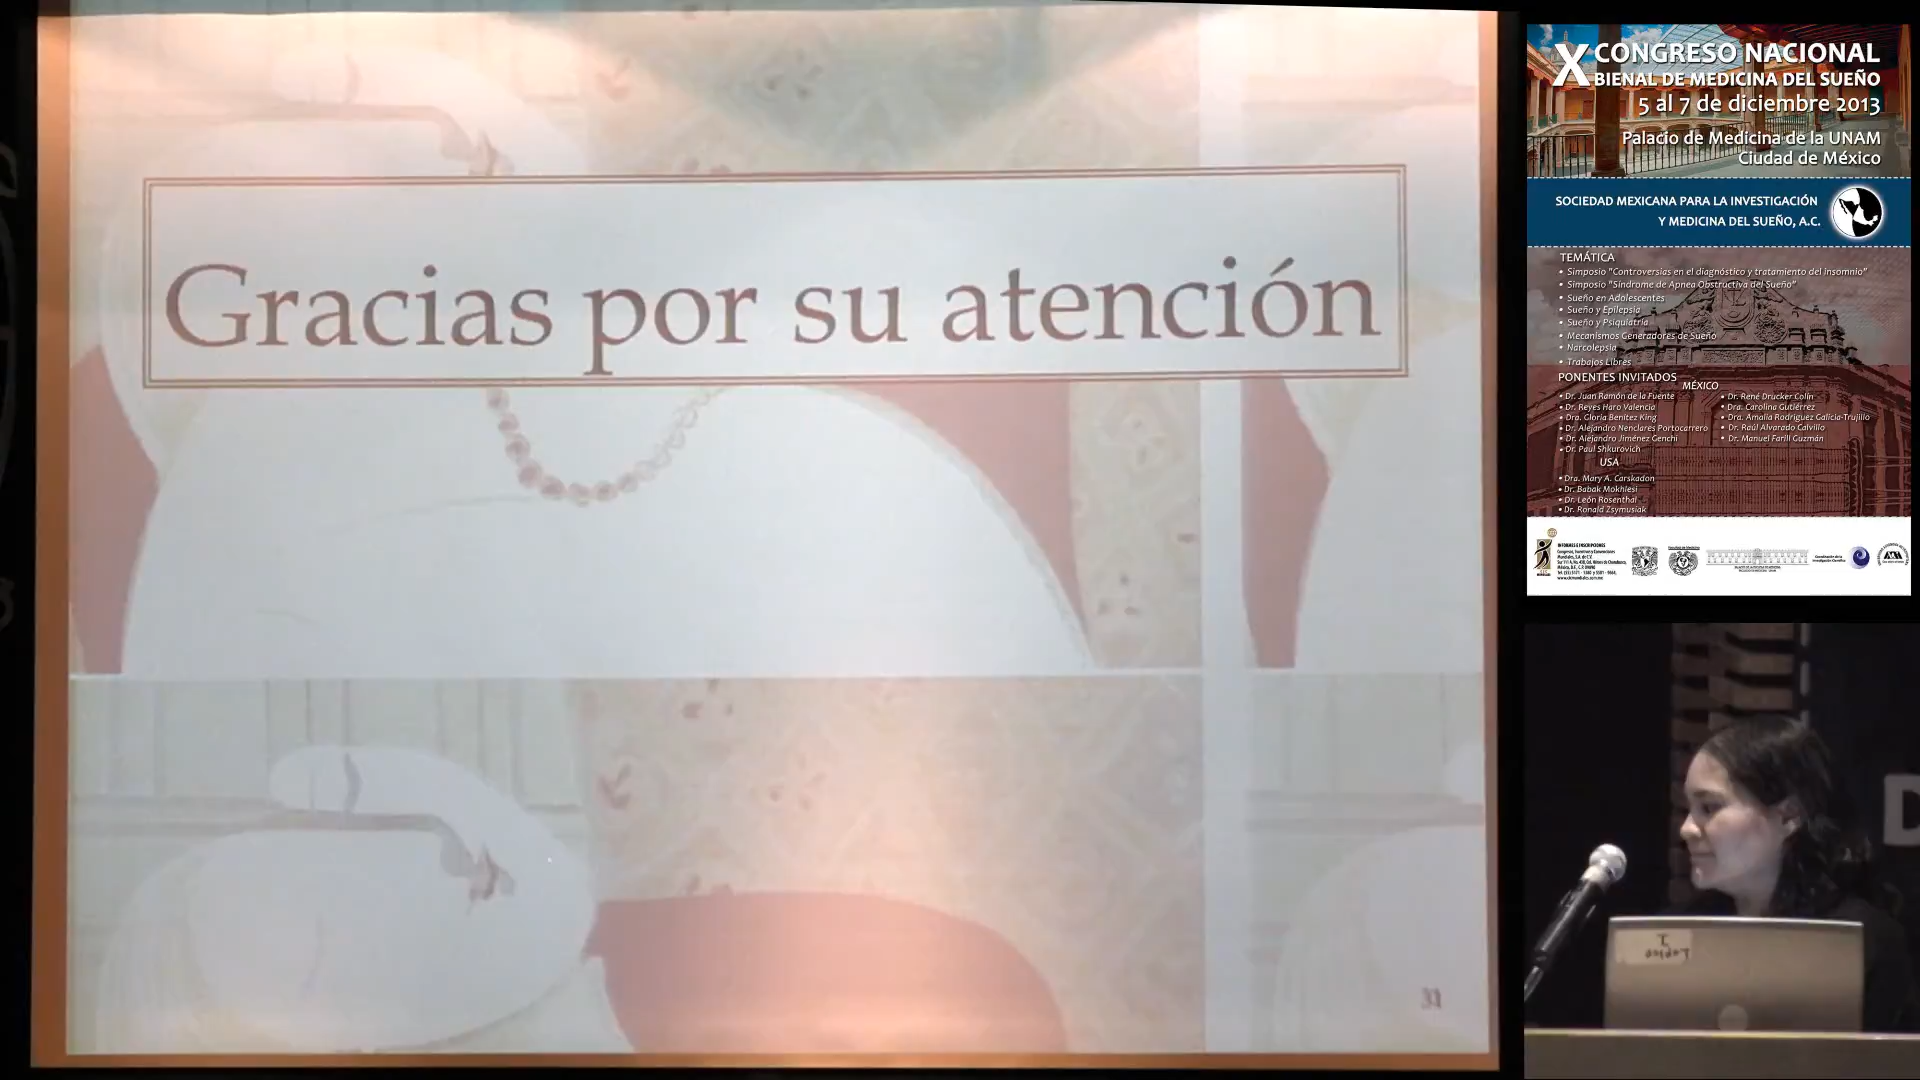 Gracias por su atención
31
X CONGRESO NACIONAL
BIENAL DE MEDICINA DEL SUEÑO
5 al 7 de diciembre 2013
Palacio de Medicina de la UNAM
Ciudad de México
SOCIEDAD MEXICANA PARA LA INVESTIGACIÓN
Y MEDICINA DEL SUEÑO, A.C.
TEMÁTICA
• Simposio "Controversias en el diagnóstico y tratamiento del Insomnio"
• Simposio "Síndrome de Apnea Obstructiva del Sueño"
• Sueño en Adolescentes
• Sueño y Epilepsia
• Sueño y Psiquiatría
• Mecanismos Generadores de Sueño
• Narcolepsia
• Trabajos Libres
PONENTES INVITADOS
MÉXICO
• Dr. Juan Ramón de la Fuente
• Dr. Reyes Haro Valencia
• Dra. Gloria Benítez King
• Dr. Alejandro Nenclares Portocarrero
• Dr. Alejandro Jiménez Genchi
• Dr. Paul Shkurovich
• Dr. René Drucker Colín
• Dra. Carolina Gutiérrez
• Dra. Amalia Rodríguez Galicia-Trujillo
• Dr. Raúl Alvarado Calvillo
• Dr. Manuel Farill Guzmán
USA
• Dra. Mary A. Carskadon
• Dr. Babak Mokhlesi
• Dr. León Rosenthal
• Dr. Ronald Zsymusiak
INFORMES E INSCRIPCIONES